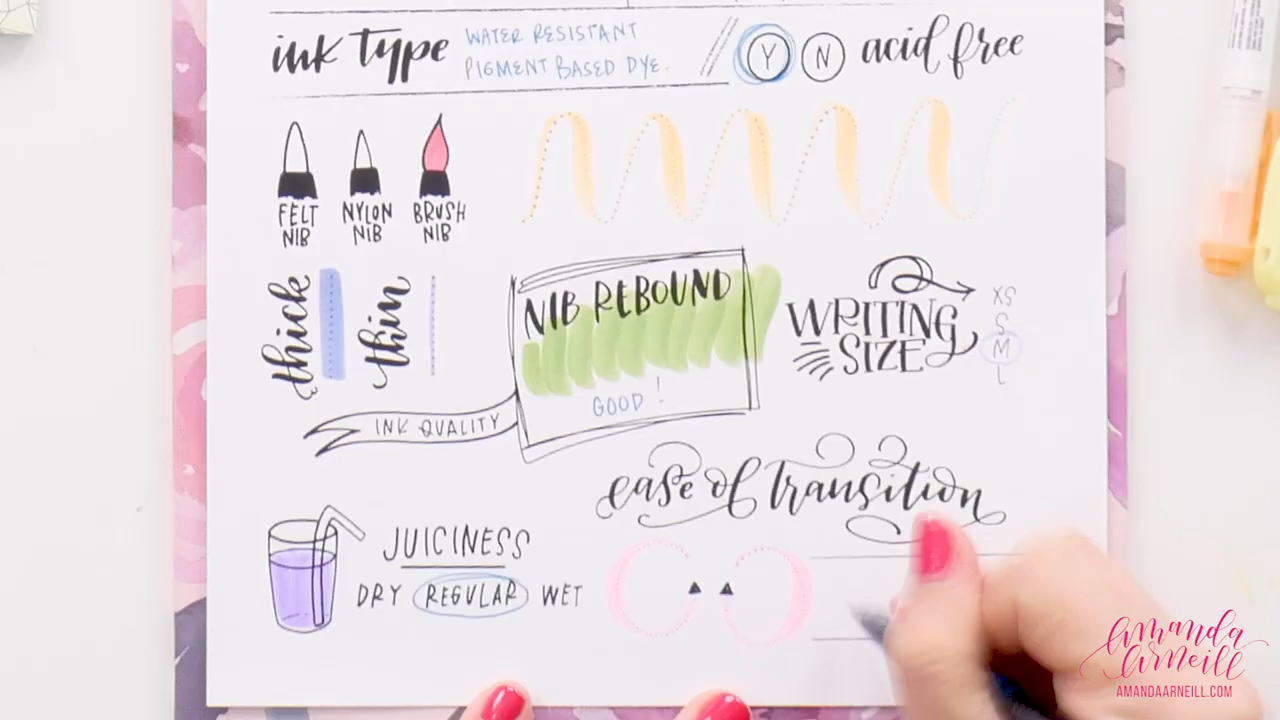 ink type
WATER RESISTANT
PIGMENT BASED DYE.
Y N
acid free
FELT NIB
NYLON NIB
BRUSH NIB
thick
thin
NIB REBOUND
GOOD!
WRITING
SIZE
XS
S
M
L
INK QUALITY
ease of transition
JUICINESS
DRY REGULAR WET
amanda
arneill
AMANDAARNEILL.COM